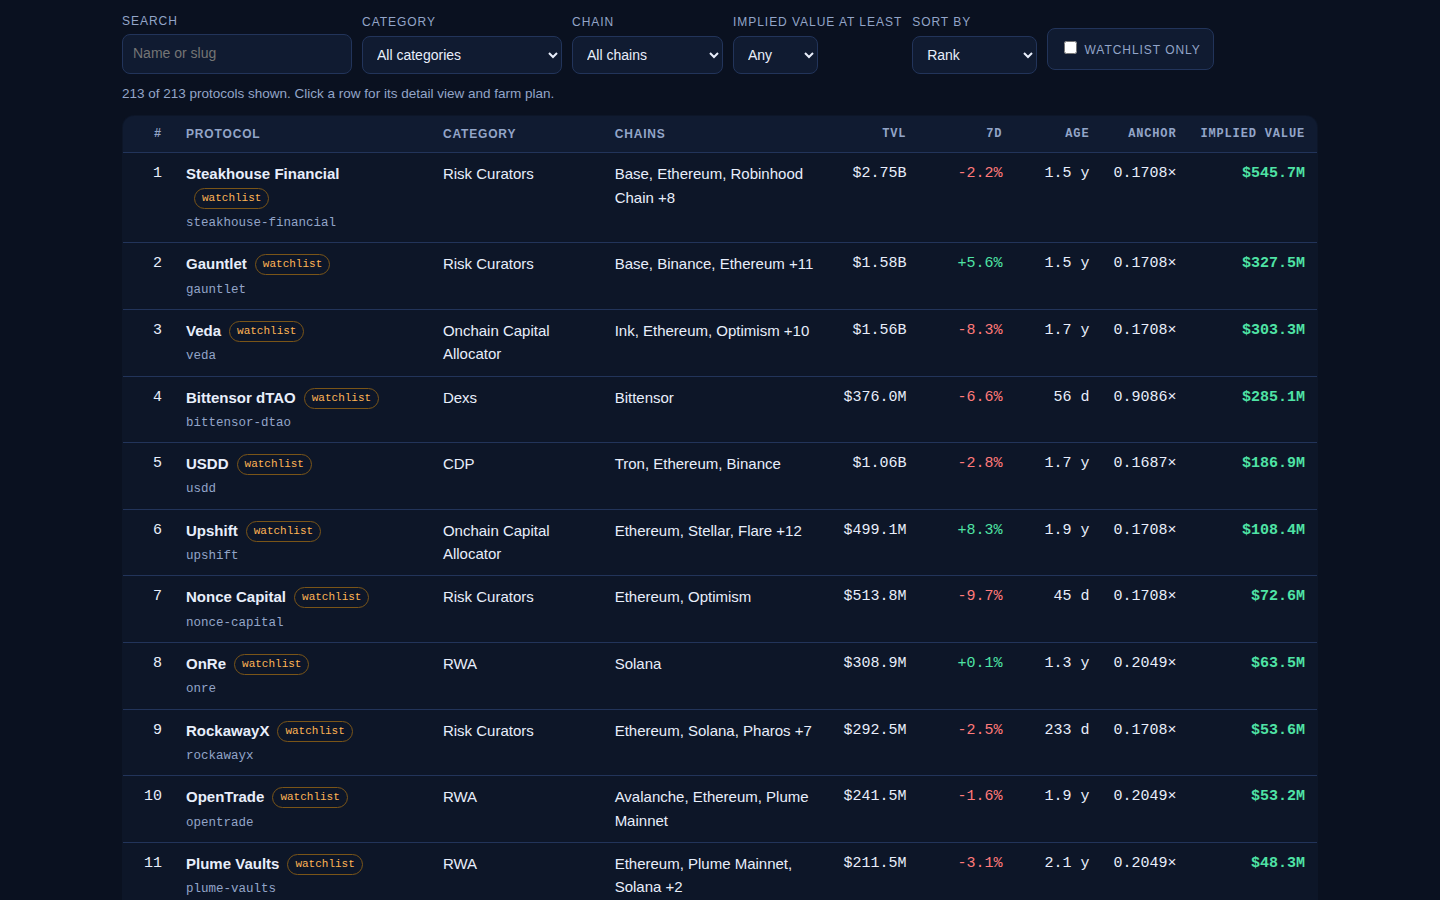 SEARCH CATEGORY CHAIN IMPLIED VALUE AT LEAST SORT BY
Name or slug All categories All chains Any Rank WATCHLIST ONLY
213 of 213 protocols shown. Click a row for its detail view and farm plan.
# PROTOCOL CATEGORY CHAINS TVL 7D AGE ANCHOR IMPLIED VALUE
1 Steakhouse Financial Risk Curators Base, Ethereum, Robinhood $2.75B -2.2% 1.5 y 0.1708× $545.7M
watchlist Chain +8
steakhouse-financial
2 Gauntlet watchlist Risk Curators Base, Binance, Ethereum +11 $1.58B +5.6% 1.5 y 0.1708× $327.5M
gauntlet
3 Veda watchlist Onchain Capital Ink, Ethereum, Optimism +10 $1.56B -8.3% 1.7 y 0.1708× $303.3M
veda Allocator
4 Bittensor dTAO watchlist Dexs Bittensor $376.0M -6.6% 56 d 0.9086× $285.1M
bittensor-dtao
5 USDD watchlist CDP Tron, Ethereum, Binance $1.06B -2.8% 1.7 y 0.1687× $186.9M
usdd
6 Upshift watchlist Onchain Capital Ethereum, Stellar, Flare +12 $499.1M +8.3% 1.9 y 0.1708× $108.4M
upshift Allocator
7 Nonce Capital watchlist Risk Curators Ethereum, Optimism $513.8M -9.7% 45 d 0.1708× $72.6M
nonce-capital
8 OnRe watchlist RWA Solana $308.9M +0.1% 1.3 y 0.2049× $63.5M
onre
9 RockawayX watchlist Risk Curators Ethereum, Solana, Pharos +7 $292.5M -2.5% 233 d 0.1708× $53.6M
rockawayx
10 OpenTrade watchlist RWA Avalanche, Ethereum, Plume $241.5M -1.6% 1.9 y 0.2049× $53.2M
opentrade Mainnet
11 Plume Vaults watchlist RWA Ethereum, Plume Mainnet, $211.5M -3.1% 2.1 y 0.2049× $48.3M
plume-vaults Solana +2